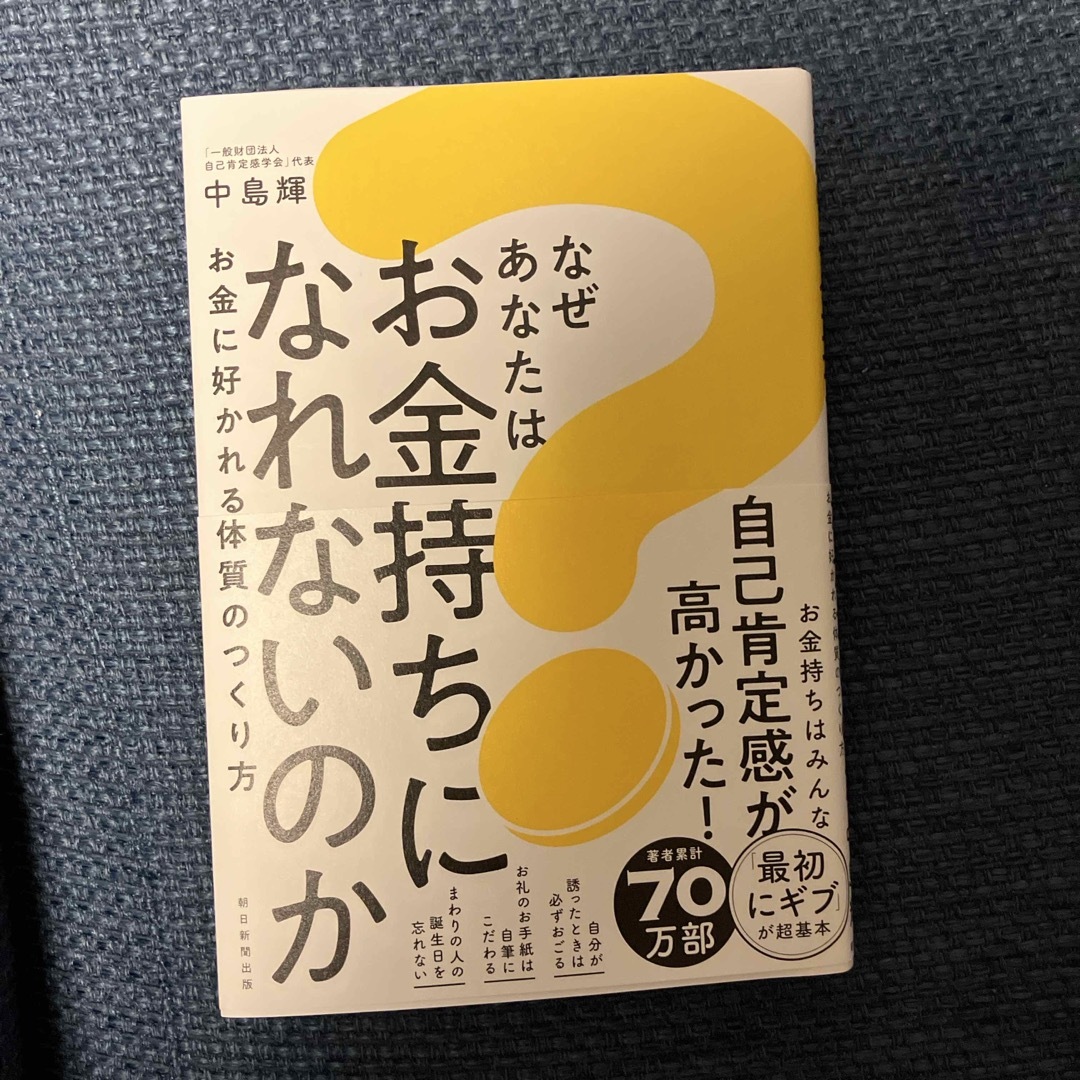 「一般財団法人
自己肯定感学会」代表
中島輝
なぜ
あなたは
お金持ちに
なれないのか
お金に好かれる体質のつくり方
お金持ちはみんな
自己肯定感が
高かった！
「最初
にギブ」
が超基本
著者累計
70
万部
自分が
誘ったときは
必ずおごる
お礼のお手紙は
自筆に
こだわる
まわりの人の
誕生日を
忘れない
朝日新聞出版